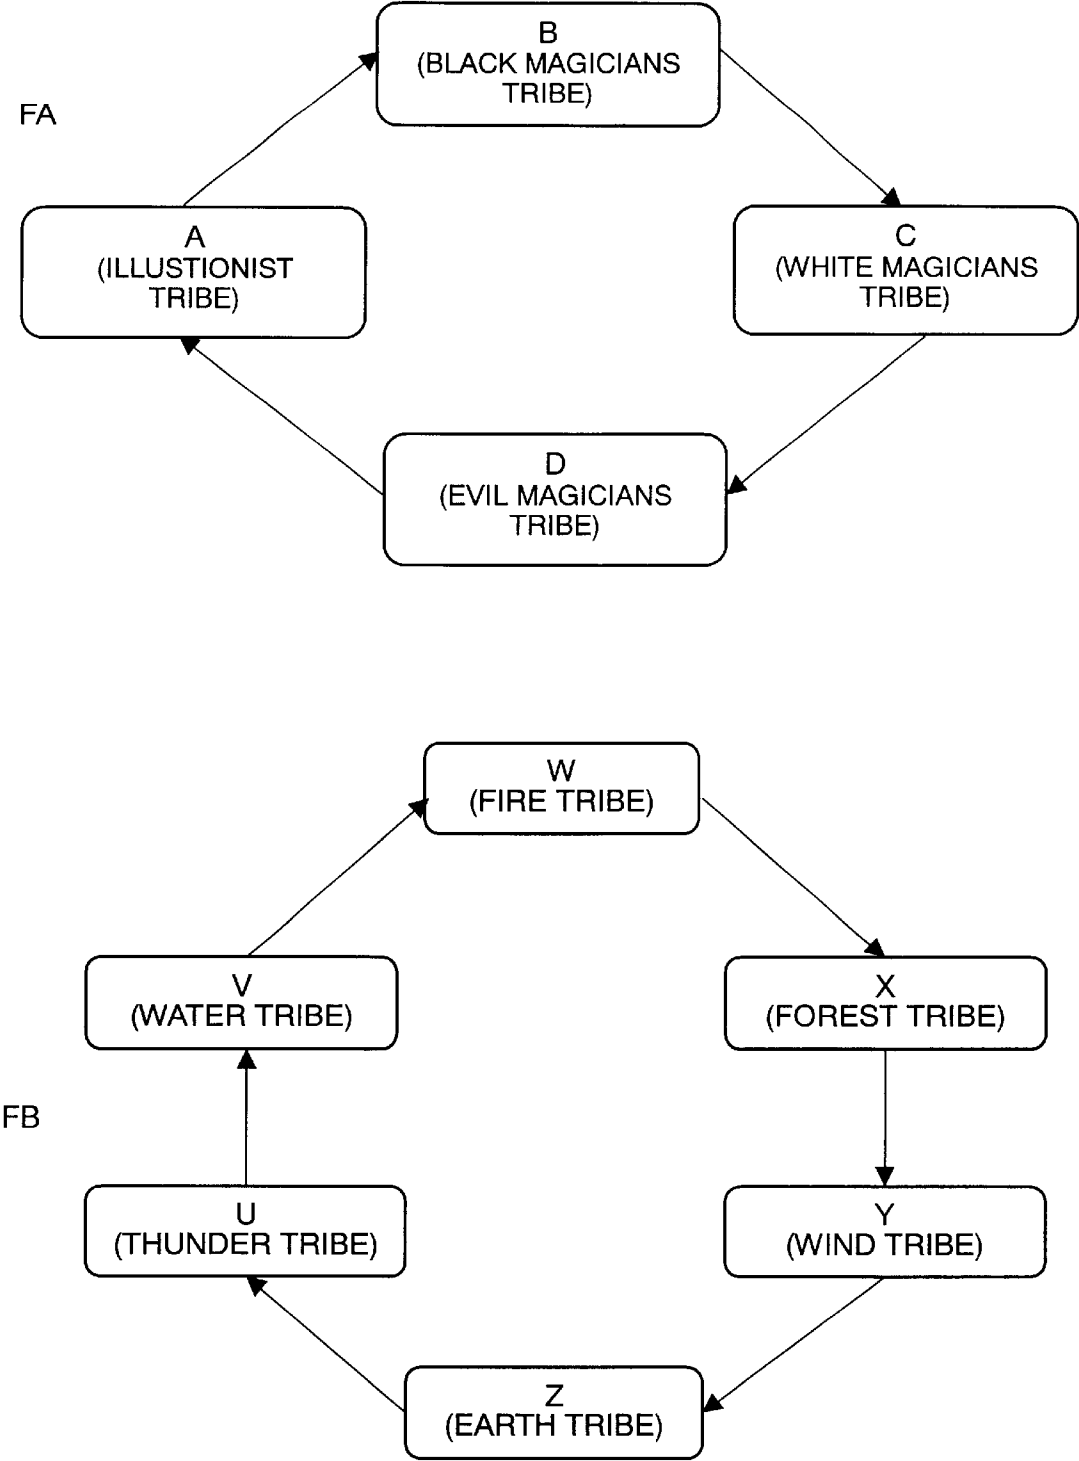 B
(BLACK MAGICIANS
TRIBE)
FA
A
(ILLUSTIONIST
TRIBE)
C
(WHITE MAGICIANS
TRIBE)
D
(EVIL MAGICIANS
TRIBE)
W
(FIRE TRIBE)
V
(WATER TRIBE)
X
(FOREST TRIBE)
FB
U
(THUNDER TRIBE)
Y
(WIND TRIBE)
Z
(EARTH TRIBE)